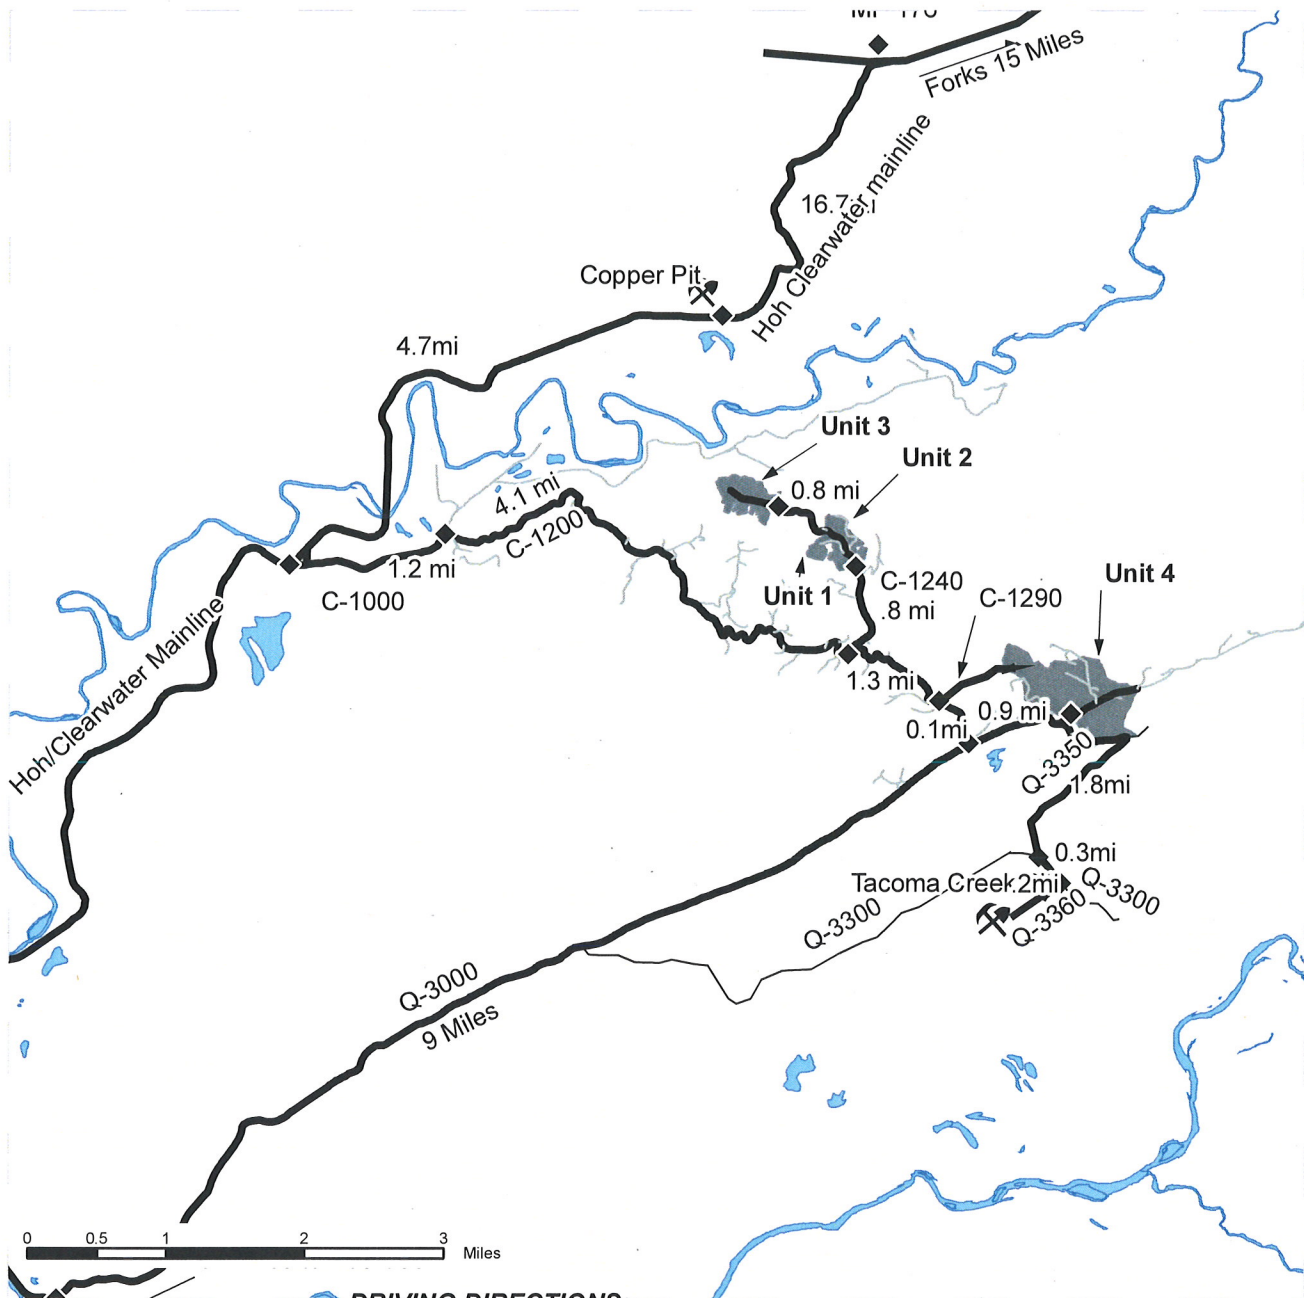 Forks 15 Miles
Hoh Clearwater mainline
Copper Pit
4.7mi
Unit 3
Unit 2
0.8 mi
4.1 mi
C-1200
1.2 mi
C-1000
Unit 1
C-1240
.8 mi
C-1290
Unit 4
Hoh/Clearwater Mainline
1.3 mi
0.1mi
0.9 mi
Q-3350
1.8mi
0.3mi
Tacoma Creek
.2mi
Q-3300
Q-3360
Q-3300
Q-3000
9 Miles
0 0.5 1 2 3 Miles
DRIVING DIRECTIONS